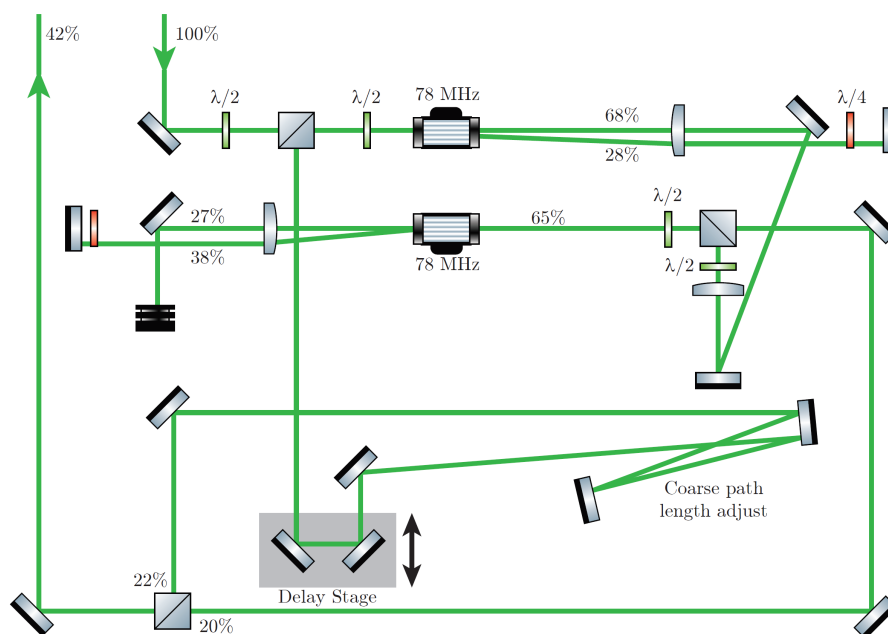 42%
100%
λ/2
λ/2
78 MHz
68%
28%
λ/4
27%
38%
78 MHz
65%
λ/2
λ/2
Coarse path
length adjust
Delay Stage
22%
20%